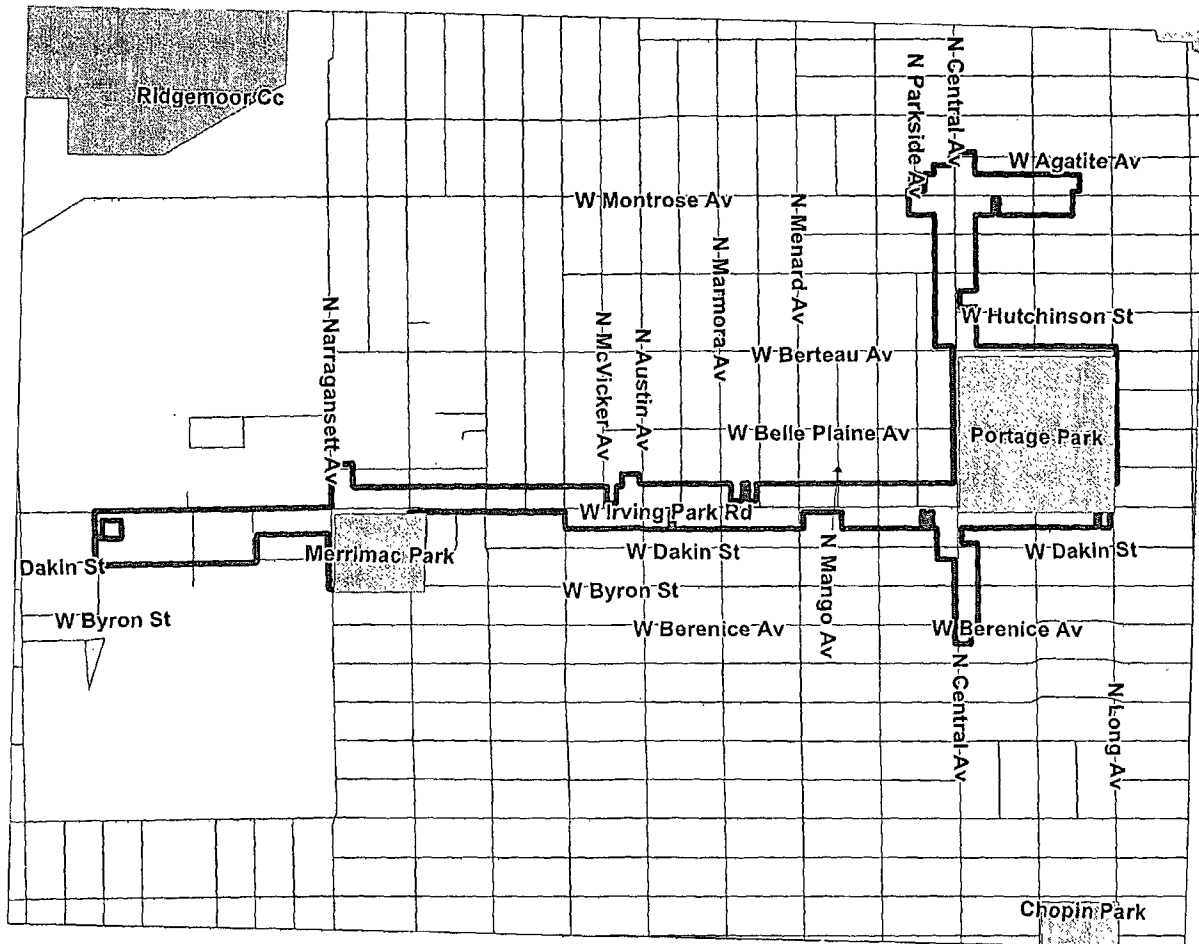 Ridgemoor Cc
N Parkside Av
N-Central-Av
W Agatite Av
W Montrose Av
N-Menard-Av
N-Marmora-Av
N-Narragansett-Av
N-McVicker-Av
N-Austin-Av
W Hutchinson St
W Berteau Av
W Belle Plaine Av
Portage Park
W Irving Park Rd
Merrimac Park
W Dakin St
W Dakin St
Dakin St
N Mango Av
W Byron St
W Byron St
W Berenice Av
W Berenice Av
N-Central-Av
N-Long-Av
Chopin Park